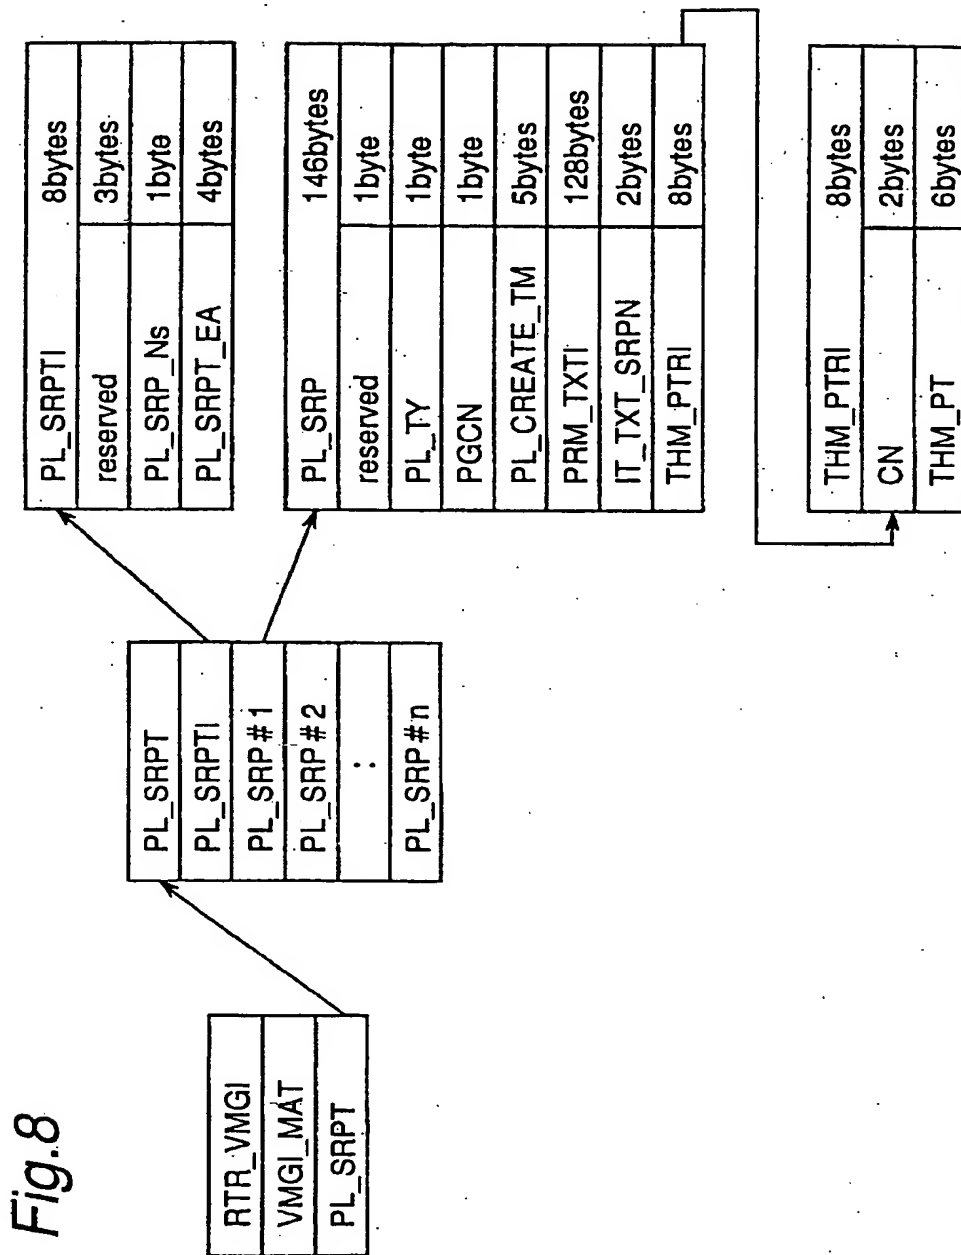 Fig.8
RTR_VMGI
VMGI_MAT
PL_SRPT
PL_SRPT
PL_SRPTI
PL_SRP#1
PL_SRP#2
:
PL_SRP#n
PL_SRPTI 8bytes
reserved 3bytes
PL_SRP_Ns 1byte
PL_SRPT_EA 4bytes
PL_SRP 146bytes
reserved 1byte
PL_TY 1byte
PGCN 1byte
PL_CREATE_TM 5bytes
PRM_TXTI 128bytes
IT_TXT_SRPN 2bytes
THM_PTRI 8bytes
THM_PTRI 8bytes
CN 2bytes
THM_PT 6bytes